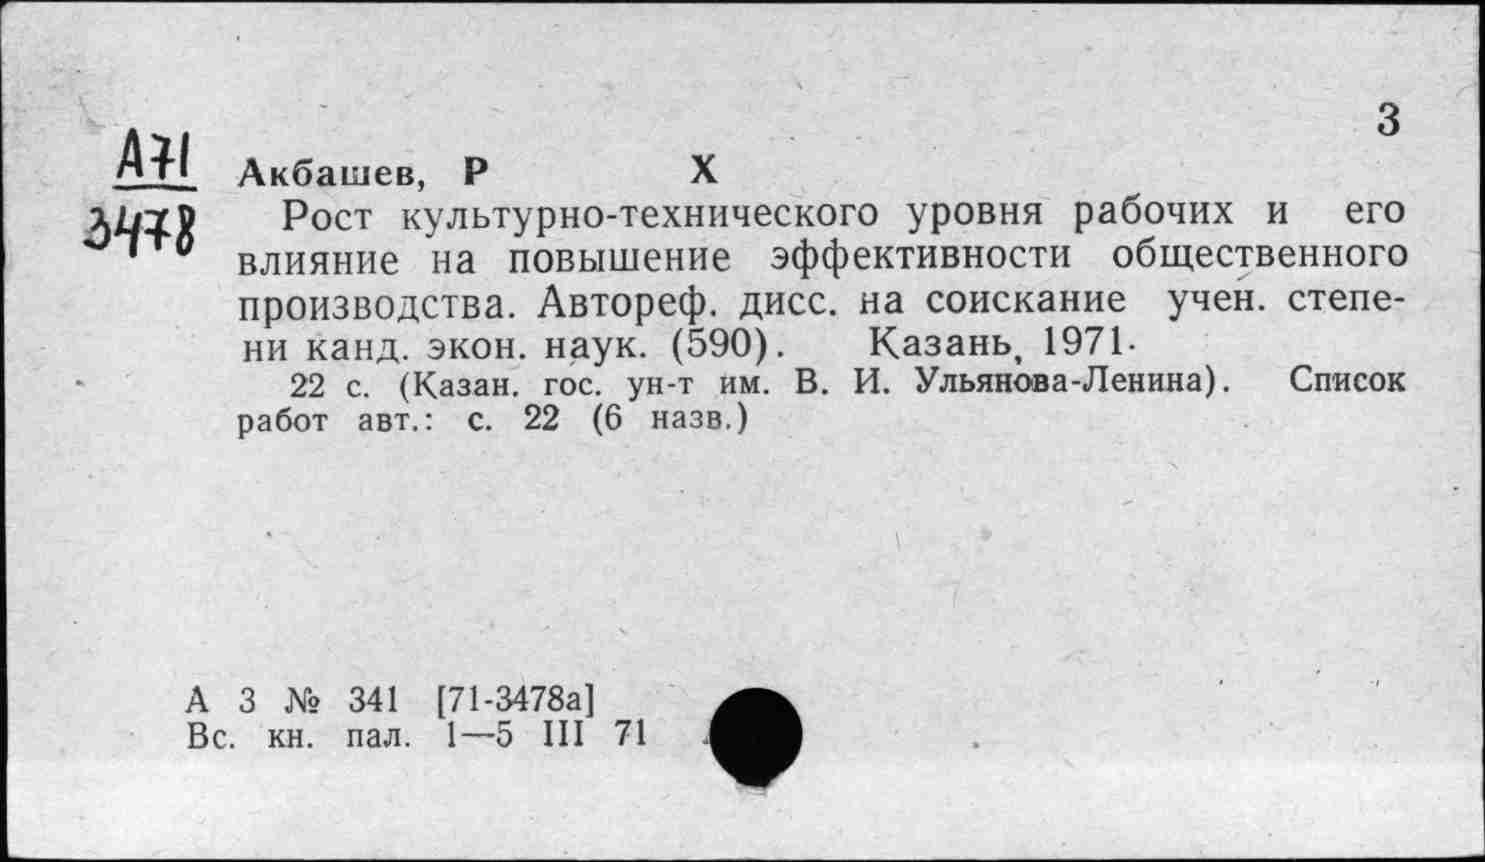 3
А71
3478
Акбашев, Р Х
Рост культурно-технического уровня рабочих и его
влияние на повышение эффективности общественного
производства. Автореф. дисс. на соискание учен. степе-
ни канд. экон. наук. (590). Казань, 1971.
22 с. (Казан. гос. ун-т им. В. И. Ульянова-Ленина). Список
работ авт.: с. 22 (6 назв.)
А З № 341 [71-3478а]
Вс. кн. пал. 1—5 III 71